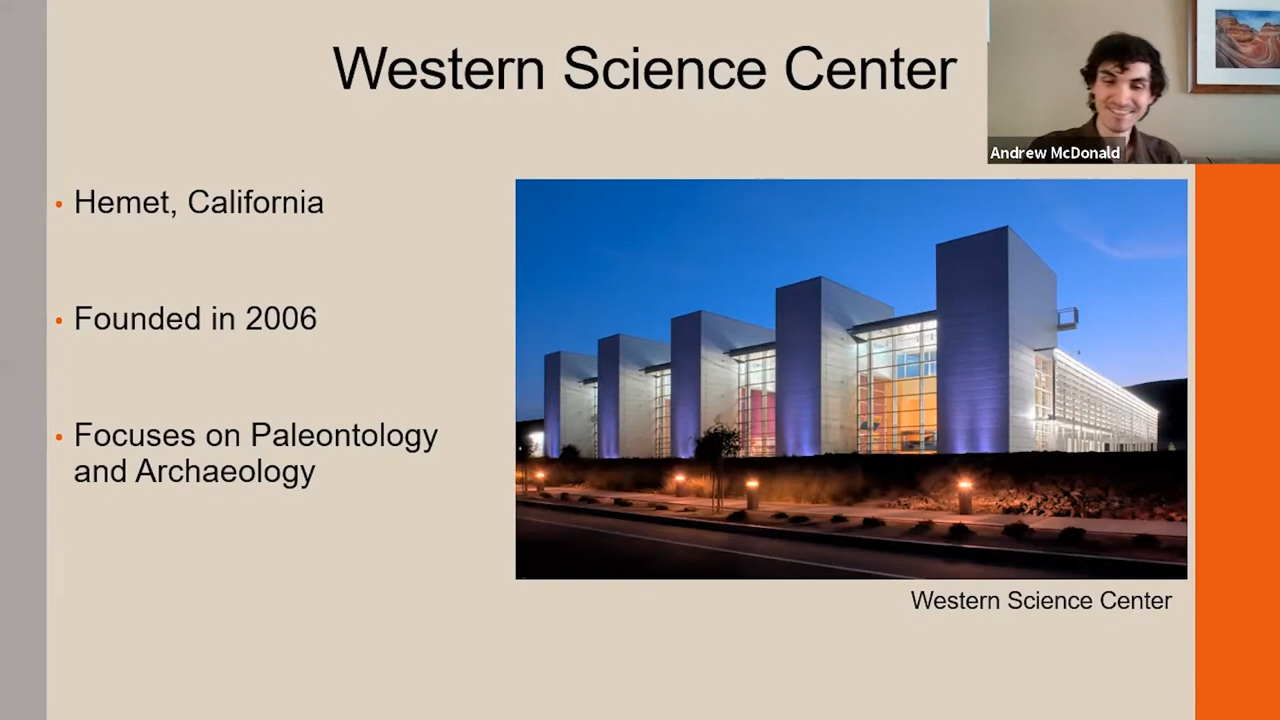 Western Science Center
Andrew McDonald
• Hemet, California
• Founded in 2006
• Focuses on Paleontology
and Archaeology
Western Science Center